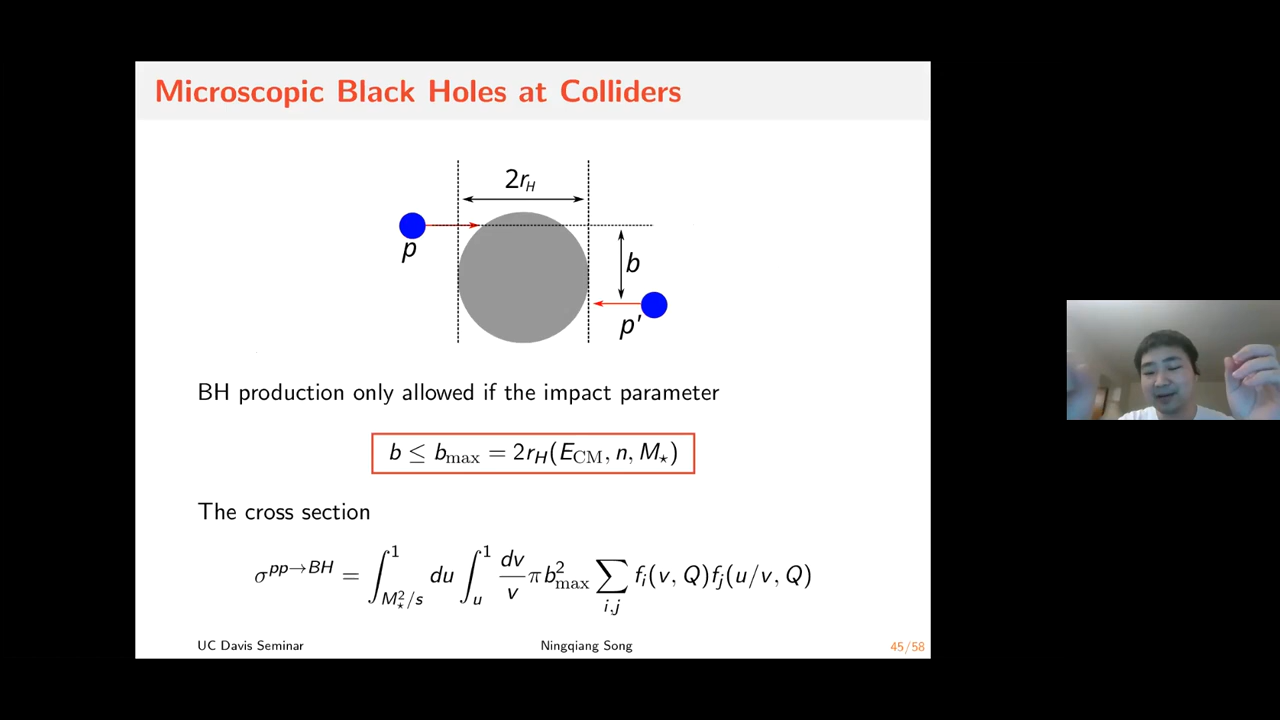 Microscopic Black Holes at Colliders
2r_H
p
b
p'
BH production only allowed if the impact parameter
b ≤ b_max = 2r_H(E_CM, n, M_⋆)
The cross section
σ^{pp→BH} = ∫_{M_⋆^2/s}^1 du ∫_u^1 dv/v πb_max^2 ∑_{i,j} f_i(v, Q)f_j(u/v, Q)
UC Davis Seminar
Ningqiang Song
45/58